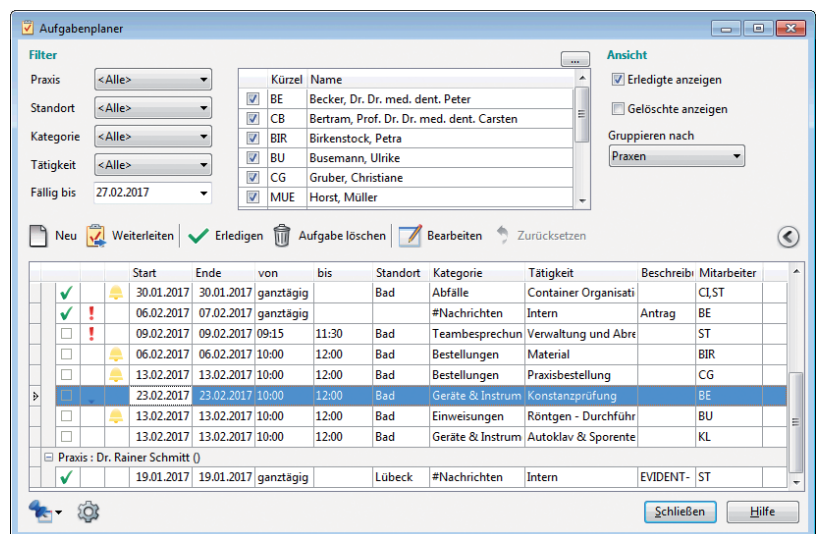 Aufgabenplaner
Filter
...
Ansicht
Praxis <Alle>
Standort <Alle>
Kategorie <Alle>
Tätigkeit <Alle>
Fällig bis 27.02.2017
Kürzel Name
BE Becker, Dr. Dr. med. dent. Peter
CB Bertram, Prof. Dr. Dr. med. dent. Carsten
BIR Birkenstock, Petra
BU Busemann, Ulrike
CG Gruber, Christiane
MUE Horst, Müller
Erledigte anzeigen
Gelöschte anzeigen
Gruppieren nach
Praxen
Neu Weiterleiten Erledigen Aufgabe löschen Bearbeiten Zurücksetzen
Start Ende von bis Standort Kategorie Tätigkeit Beschreib Mitarbeiter
30.01.2017 30.01.2017 ganztägig Bad Abfälle Container Organisati CI,ST
! 06.02.2017 07.02.2017 ganztägig #Nachrichten Intern Antrag BE
! 09.02.2017 09.02.2017 09:15 11:30 Bad Teambesprechun Verwaltung und Abre ST
06.02.2017 06.02.2017 10:00 12:00 Bad Bestellungen Material BIR
13.02.2017 13.02.2017 10:00 12:00 Bad Bestellungen Praxisbestellung CG
23.02.2017 23.02.2017 10:00 12:00 Bad Geräte & Instrum Konstanzprüfung BE
13.02.2017 13.02.2017 10:00 12:00 Bad Einweisungen Röntgen - Durchführ BU
13.02.2017 13.02.2017 10:00 12:00 Bad Geräte & Instrum Autoklav & Sporente KL
Praxis : Dr. Rainer Schmitt ()
19.01.2017 19.01.2017 ganztägig Lübeck #Nachrichten Intern EVIDENT- ST
Schließen Hilfe